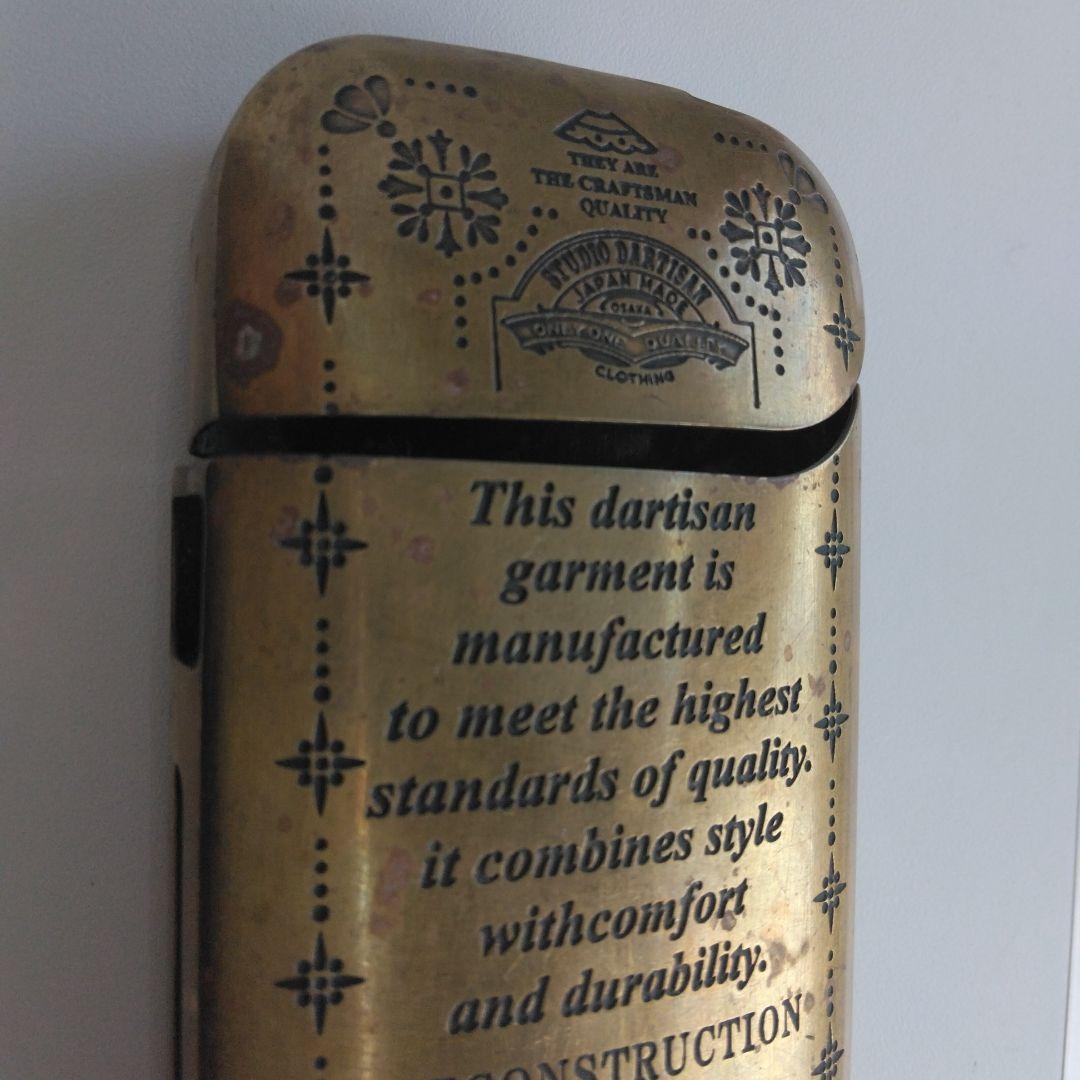 THEY ARE
THE CRAFTSMAN
QUALITY
STUDIO DARTISAN
JAPAN MADE
OSAKA
ONLY ONE QUALITY
CLOTHING
This dartisan
garment is
manufactured
to meet the highest
standards of quality.
it combines style
withcomfort
and durability.
CONSTRUCTION